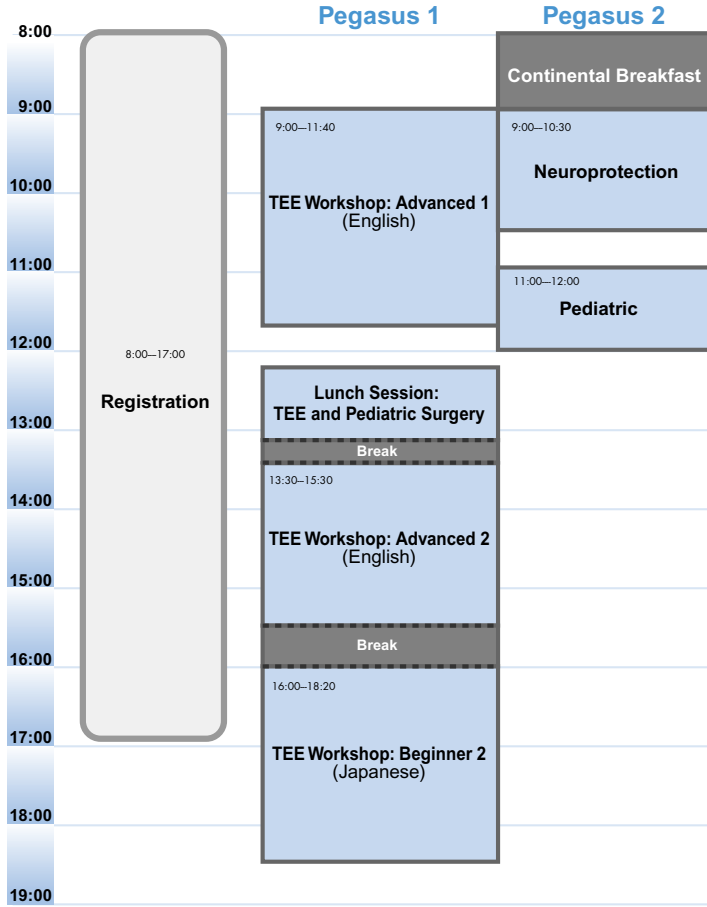 Pegasus 1
Pegasus 2
8:00
9:00
10:00
11:00
12:00
13:00
14:00
15:00
16:00
17:00
18:00
19:00
8:00—17:00
Registration
9:00—11:40
TEE Workshop: Advanced 1
(English)
Lunch Session:
TEE and Pediatric Surgery
Break
13:30–15:30
TEE Workshop: Advanced 2
(English)
Break
16:00–18:20
TEE Workshop: Beginner 2
(Japanese)
Continental Breakfast
9:00—10:30
Neuroprotection
11:00—12:00
Pediatric